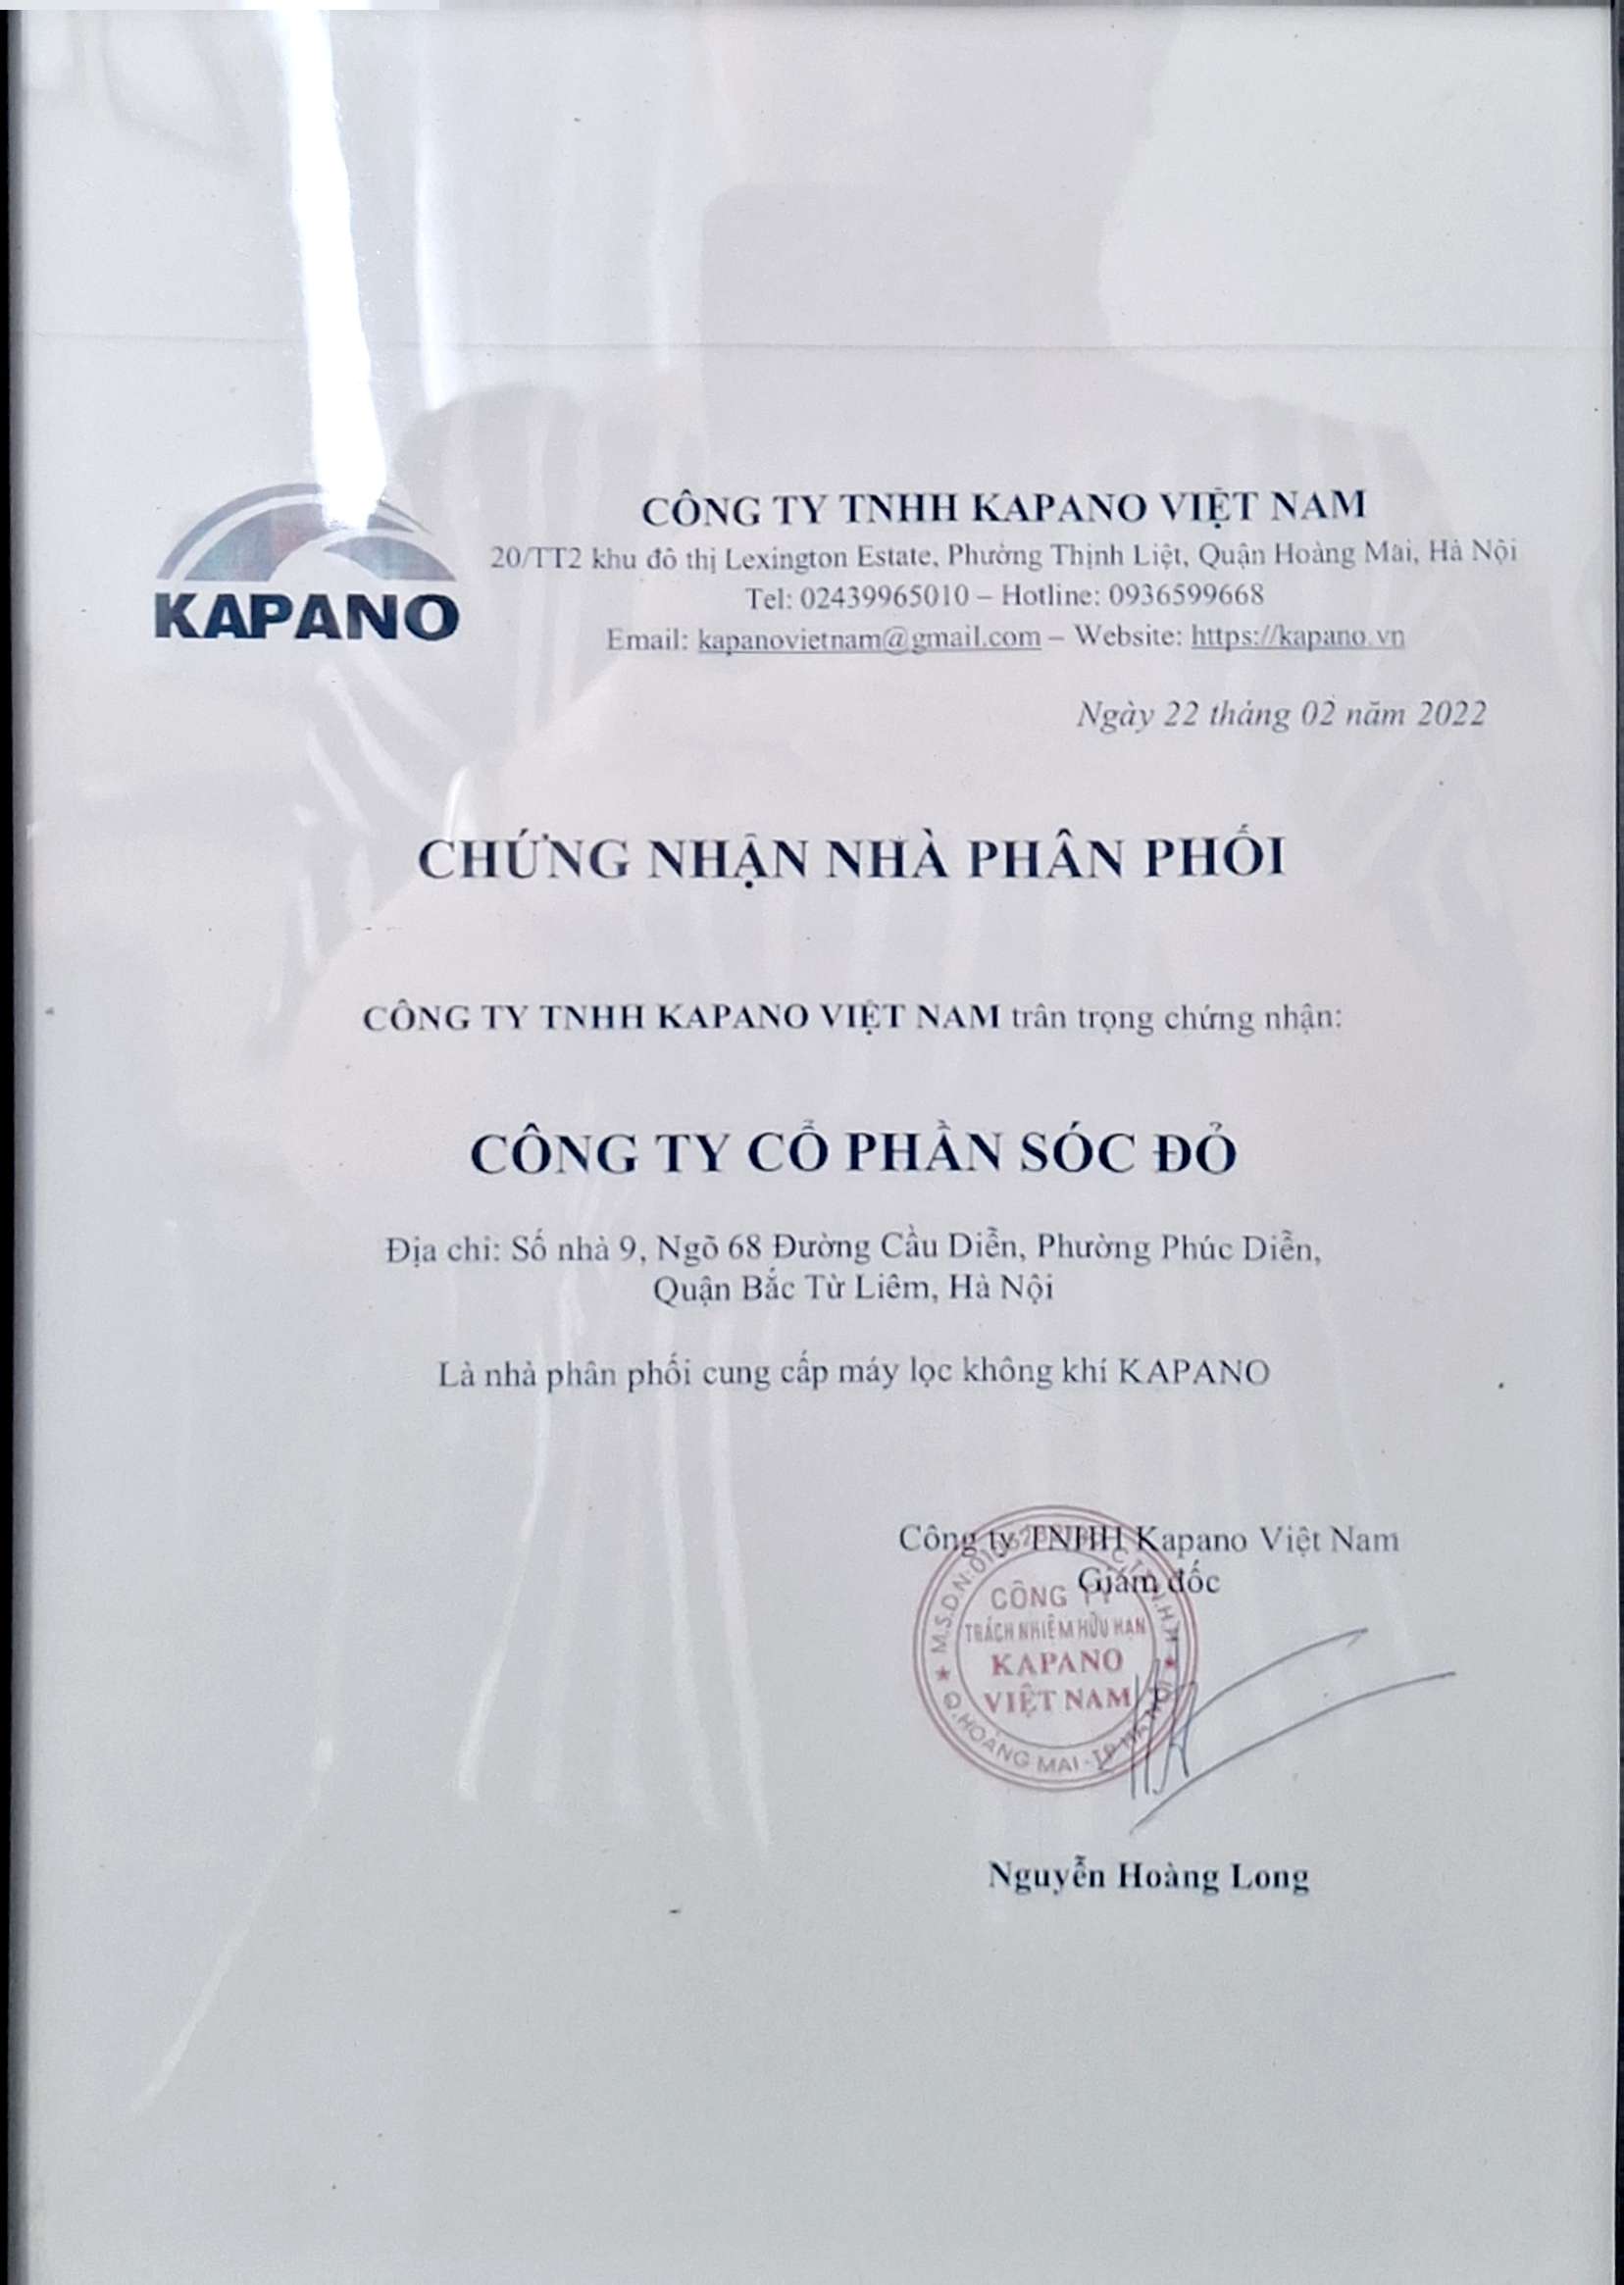 KAPANO
CÔNG TY TNHH KAPANO VIỆT NAM
20/TT2 khu đô thị Lexington Estate, Phường Thịnh Liệt, Quận Hoàng Mai, Hà Nội
Tel: 02439965010 – Hotline: 0936599668
Email: kapanovietnam@gmail.com – Website: https://kapano.vn
Ngày 22 tháng 02 năm 2022
CHỨNG NHẬN NHÀ PHÂN PHỐI
CÔNG TY TNHH KAPANO VIỆT NAM trân trọng chứng nhận:
CÔNG TY CỔ PHẦN SÓC ĐỎ
Địa chỉ: Số nhà 9, Ngõ 68 Đường Cầu Diễn, Phường Phúc Diễn,
Quận Bắc Từ Liêm, Hà Nội
Là nhà phân phối cung cấp máy lọc không khí KAPANO
Công ty TNHH Kapano Việt Nam
Giám đốc
M.S.D.N:
CÔNG TY
TRÁCH NHIỆM HỮU HẠN
KAPANO
VIỆT NAM
Q.HOÀNG MAI-TP HÀ NỘI
Nguyễn Hoàng Long